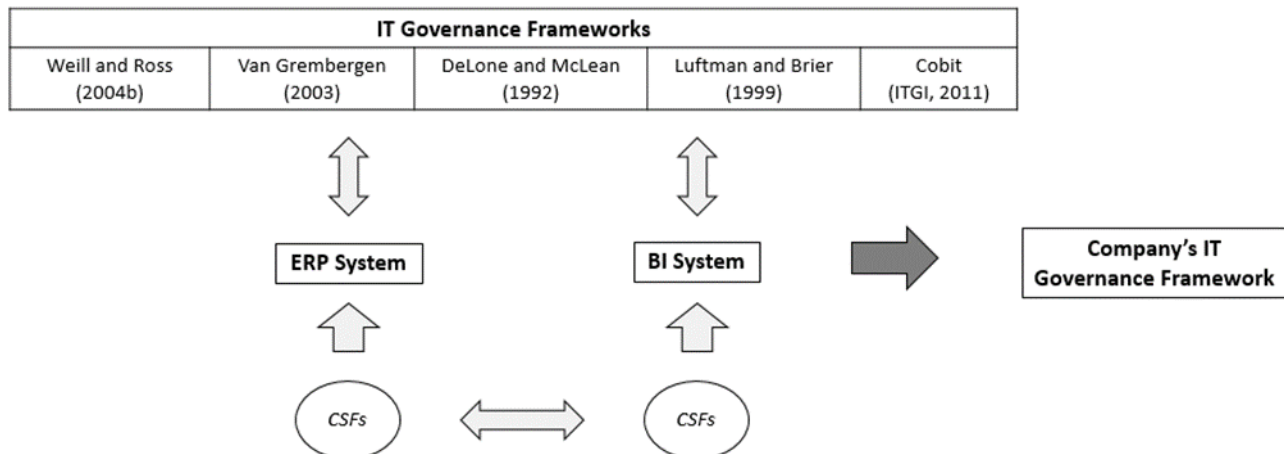 IT Governance Frameworks
Weill and Ross
(2004b)
Van Grembergen
(2003)
DeLone and McLean
(1992)
Luftman and Brier
(1999)
Cobit
(ITGI, 2011)
ERP System
BI System
Company's IT
Governance Framework
CSFs
CSFs